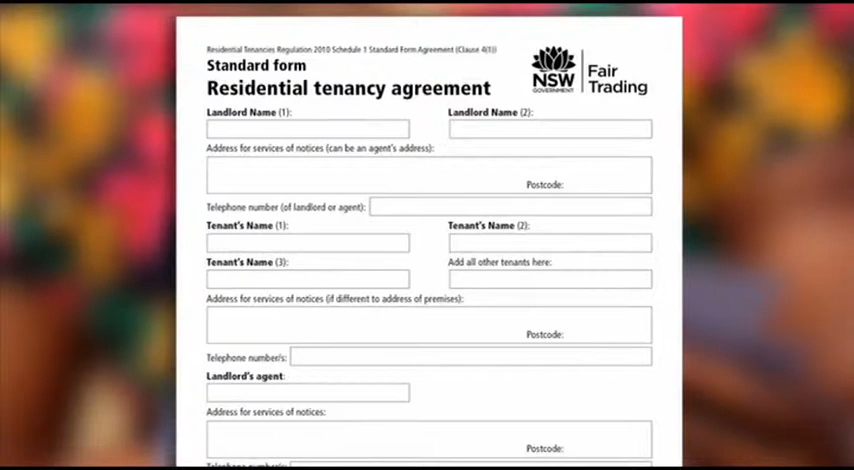 Residential Tenancies Regulation 2010 Schedule 1 Standard Form Agreement (Clause 4(1))
Standard form
Residential tenancy agreement
NSW
GOVERNMENT
Fair
Trading
Landlord Name (1): Landlord Name (2):
Address for services of notices (can be an agent's address):
Postcode:
Telephone number (of landlord or agent):
Tenant's Name (1): Tenant's Name (2):
Tenant's Name (3): Add all other tenants here:
Address for services of notices (if different to address of premises):
Postcode:
Telephone number/s:
Landlord's agent:
Address for services of notices:
Postcode:
Telephone number/s: